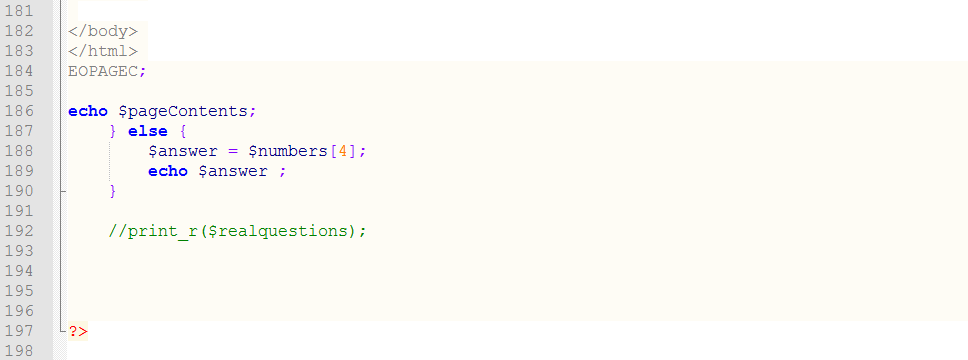 181
182 </body>
183 </html>
184 EOPAGEC;
185
186 echo $pageContents;
187 } else {
188 $answer = $numbers[4];
189 echo $answer ;
190 }
191
192 //print_r($realquestions);
193
194
195
196
197 ?>
198